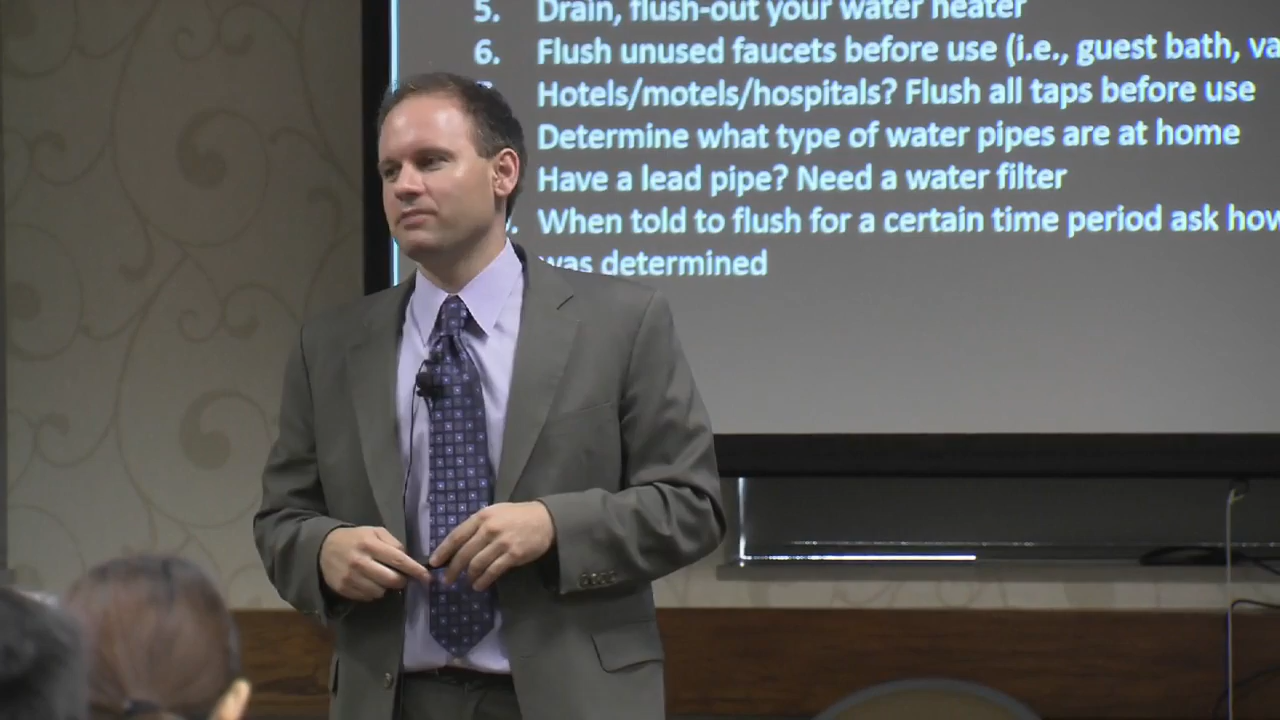 5. Drain, flush-out your water heater
6. Flush unused faucets before use (i.e., guest bath,
Hotels/motels/hospitals? Flush all taps before use
Determine what type of water pipes are at home
Have a lead pipe? Need a water filter
When told to flush for a certain time period ask how
was determined